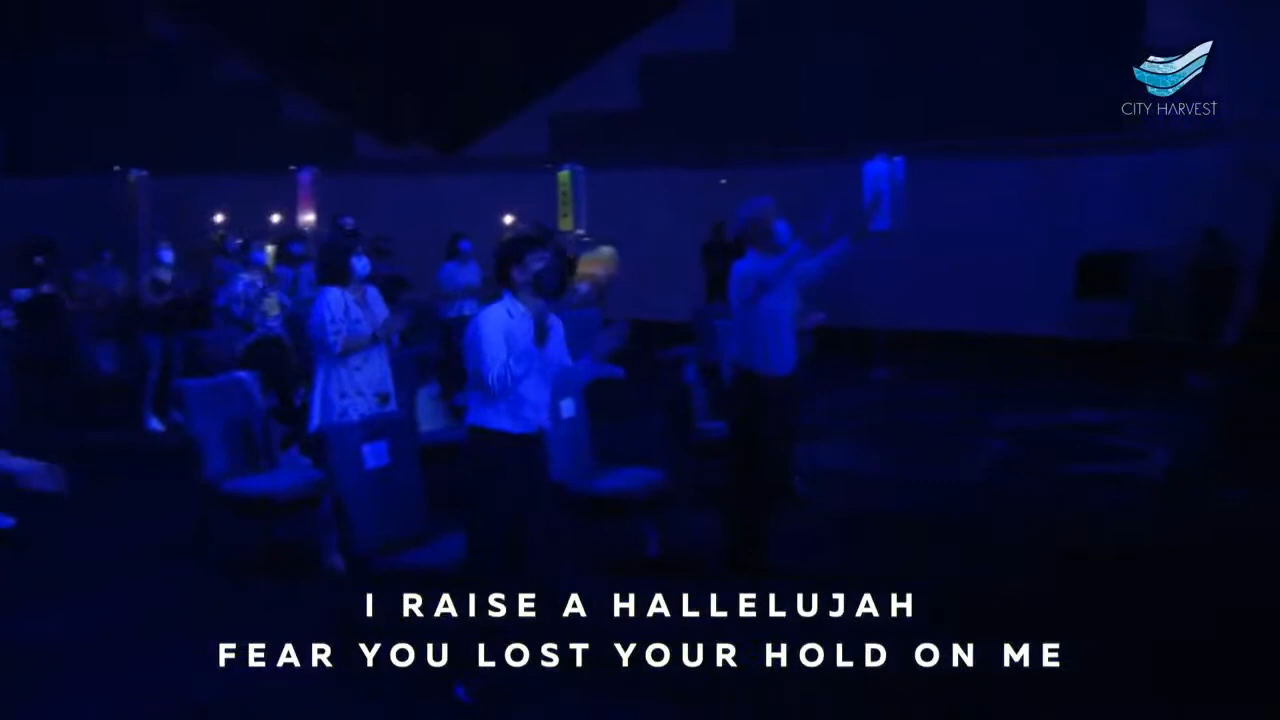 CITY HARVEST
I RAISE A HALLELUJAH
FEAR YOU LOST YOUR HOLD ON ME